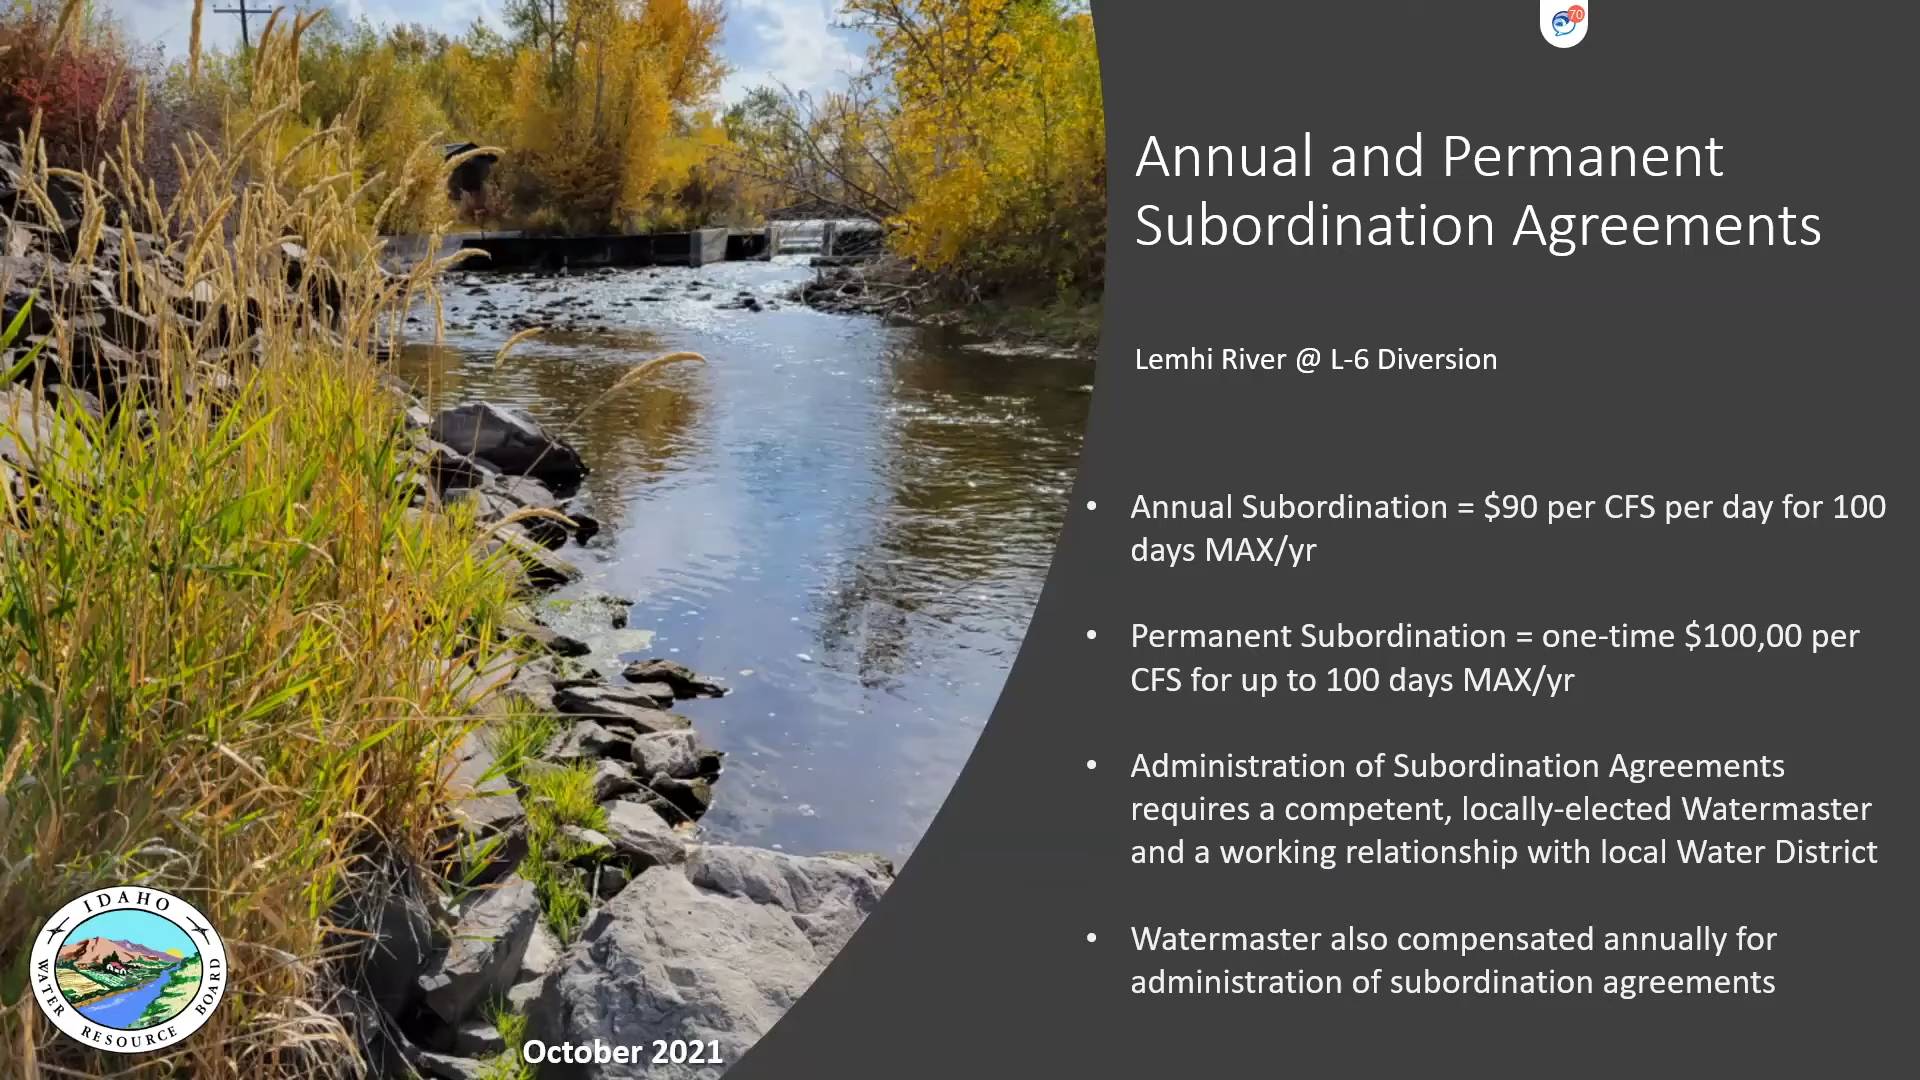 70
Annual and Permanent
Subordination Agreements
Lemhi River @ L-6 Diversion
• Annual Subordination = $90 per CFS per day for 100
days MAX/yr
• Permanent Subordination = one-time $100,00 per
CFS for up to 100 days MAX/yr
• Administration of Subordination Agreements
requires a competent, locally-elected Watermaster
and a working relationship with local Water District
• Watermaster also compensated annually for
administration of subordination agreements
IDAHO
WATER RESOURCE BOARD
October 2021